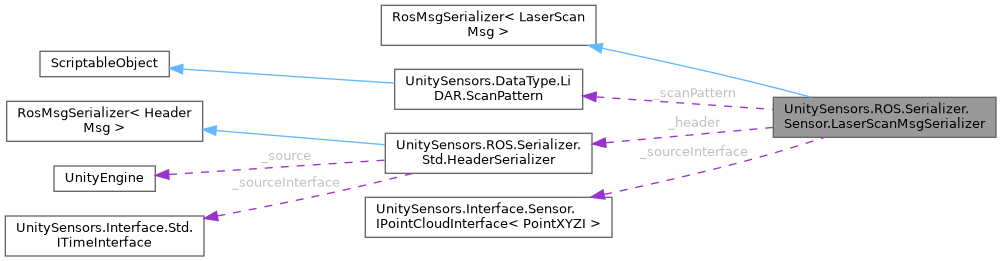 RosMsgSerializer< LaserScan
Msg >
ScriptableObject
UnitySensors.DataType.Li
DAR.ScanPattern
_scanPattern
UnitySensors.ROS.Serializer.
Sensor.LaserScanMsgSerializer
RosMsgSerializer< Header
Msg >
_header
UnitySensors.ROS.Serializer.
Std.HeaderSerializer
_source
_sourceInterface
UnityEngine
_sourceInterface
UnitySensors.Interface.Sensor.
IPointCloudInterface< PointXYZI >
UnitySensors.Interface.Std.
ITimeInterface